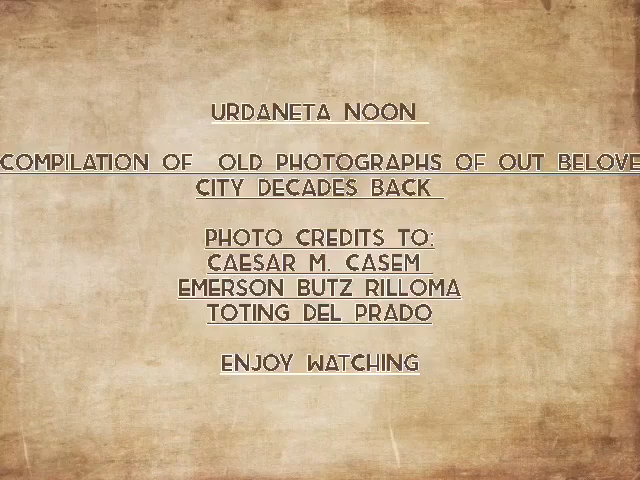 URDANETA NOON
COMPILATION OF OLD PHOTOGRAPHS OF OUT BELOVE
CITY DECADES BACK
PHOTO CREDITS TO:
CAESAR M. CASEM
EMERSON BUTZ RILLOMA
TOTING DEL PRADO
ENJOY WATCHING